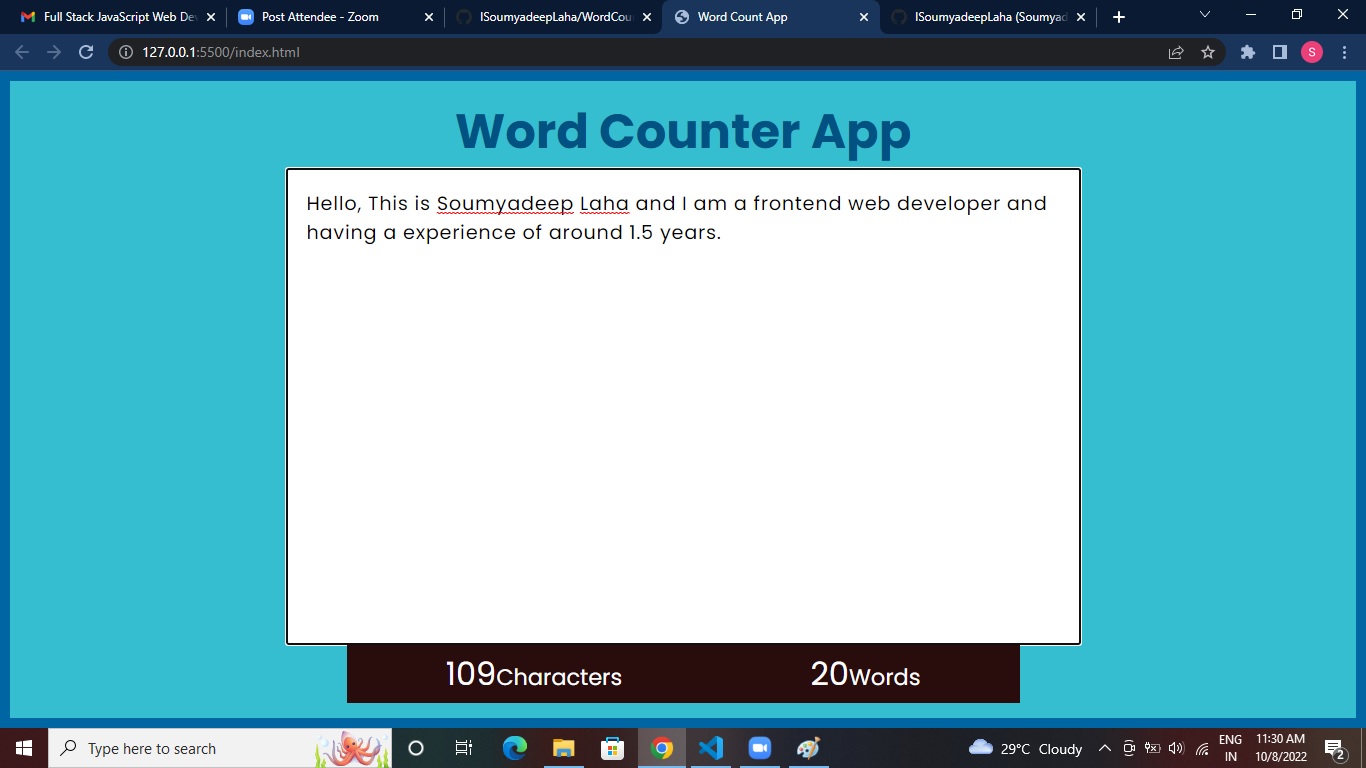 Full Stack JavaScript Web De
Post Attendee - Zoom
ISoumyadeepLaha/WordCou
Word Count App
ISoumyadeepLaha (Soumyad
127.0.0.1:5500/index.html
S
Word Counter App
Hello, This is Soumyadeep Laha and I am a frontend web developer and
having a experience of around 1.5 years.
109Characters
20Words
Type here to search
29°C Cloudy
ENG
IN
11:30 AM
10/8/2022
2